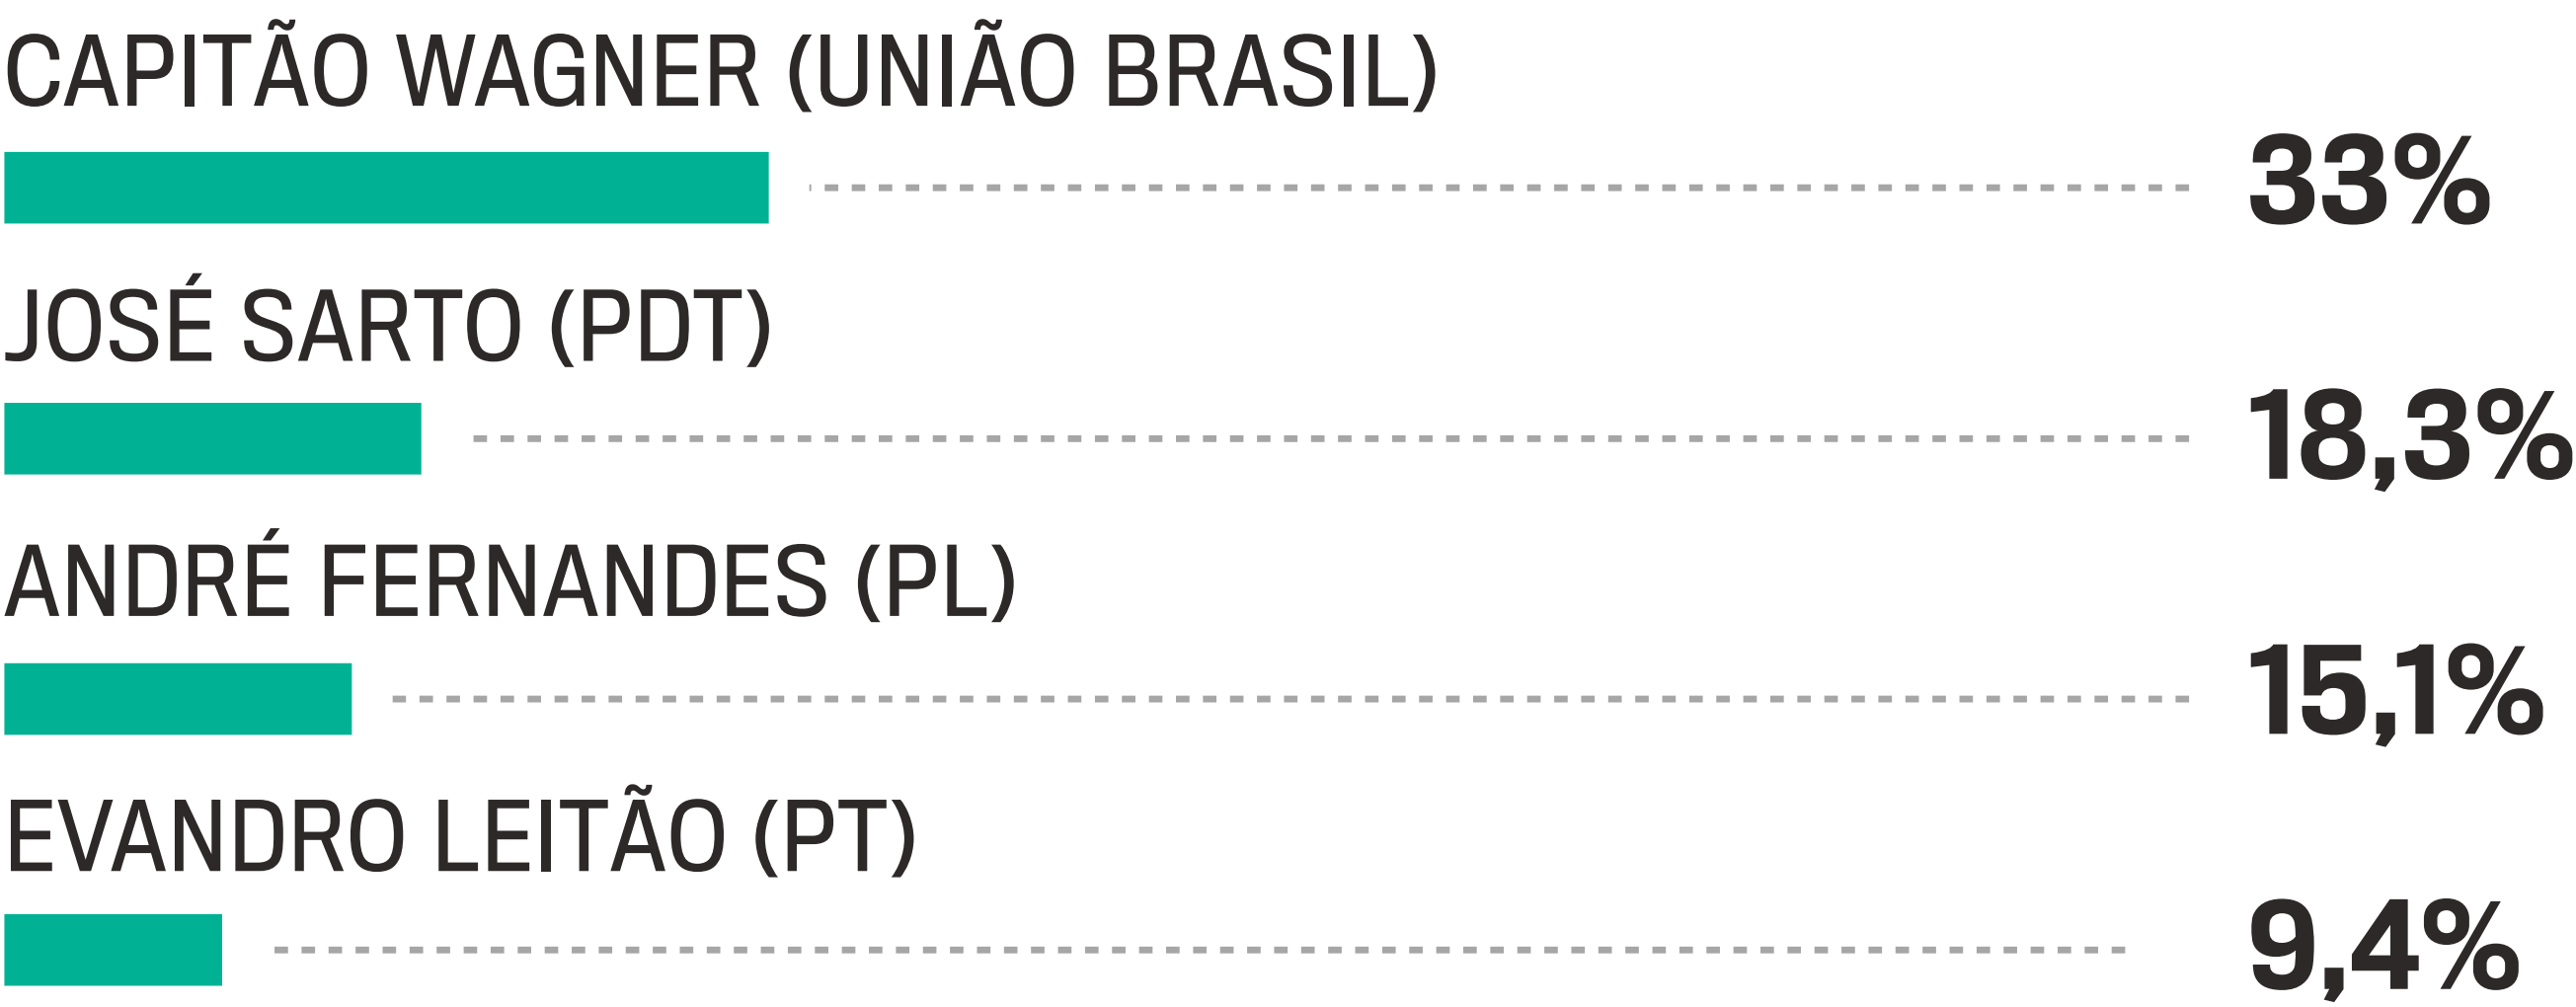 CAPITÃO WAGNER (UNIÃO BRASIL)
33%
JOSÉ SARTO (PDT)
18,3%
ANDRÉ FERNANDES (PL)
15,1%
EVANDRO LEITÃO (PT)
9,4%